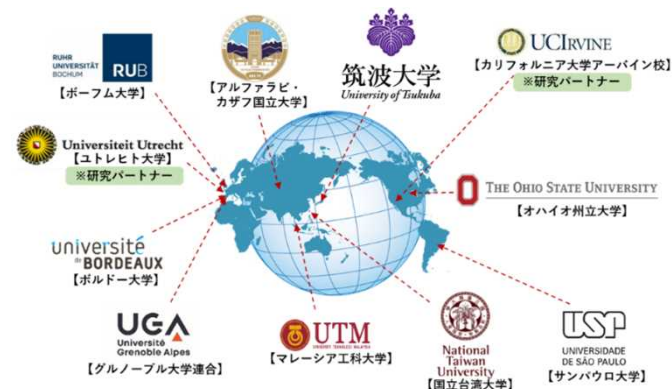 RUHR
UNIVERSITÄT
BOCHUM
RUB
【ボーフム大学】
【アルファラビ・
カザフ国立大学】
筑波大学
University of Tsukuba
UCIRVINE
【カリフォルニア大学アーバイン校】
※研究パートナー
Universiteit Utrecht
【ユトレヒト大学】
※研究パートナー
THE OHIO STATE UNIVERSITY
【オハイオ州立大学】
université
de BORDEAUX
【ボルドー大学】
UGA
Université
Grenoble Alpes
【グルノーブル大学連合】
UTM
UNIVERSITI TEKNOLOGI MALAYSIA
【マレーシア工科大学】
National
Taiwan
University
【国立台湾大学】
USP
UNIVERSIDADE
DE SÃO PAULO
【サンパウロ大学】